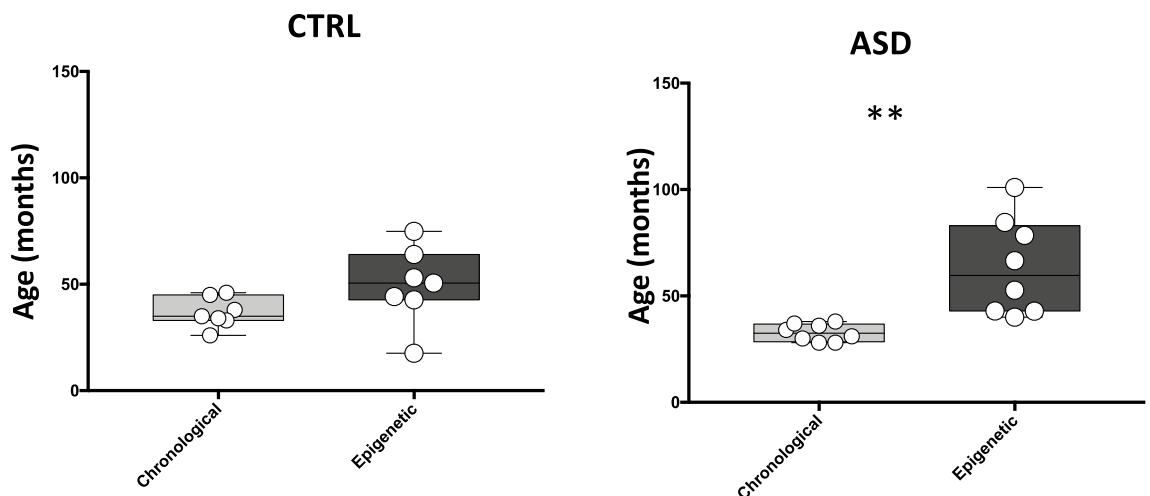 CTRL
Age (months)
150
100
50
0
Chronological
Epigenetic
ASD
**
Age (months)
150
100
50
0
Chronological
Epigenetic